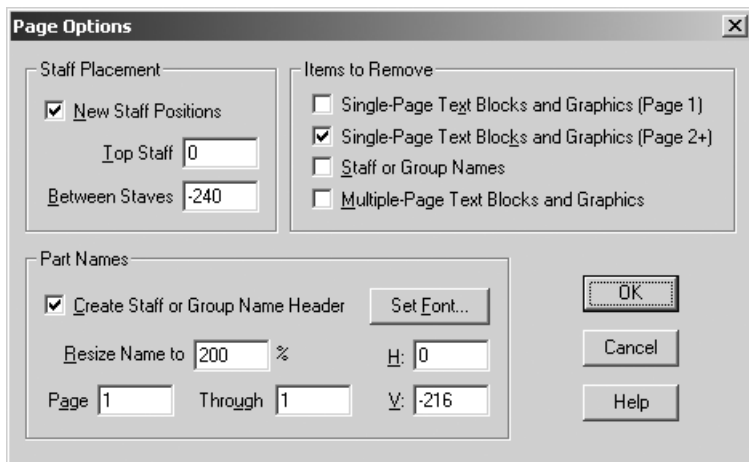 Page Options
Staff Placement
New Staff Positions
Top Staff 0
Between Staves -240
Items to Remove
Single-Page Text Blocks and Graphics (Page 1)
Single-Page Text Blocks and Graphics (Page 2+)
Staff or Group Names
Multiple-Page Text Blocks and Graphics
Part Names
Create Staff or Group Name Header Set Font...
Resize Name to 200 % H: 0
Page 1 Through 1 V: -216
OK
Cancel
Help